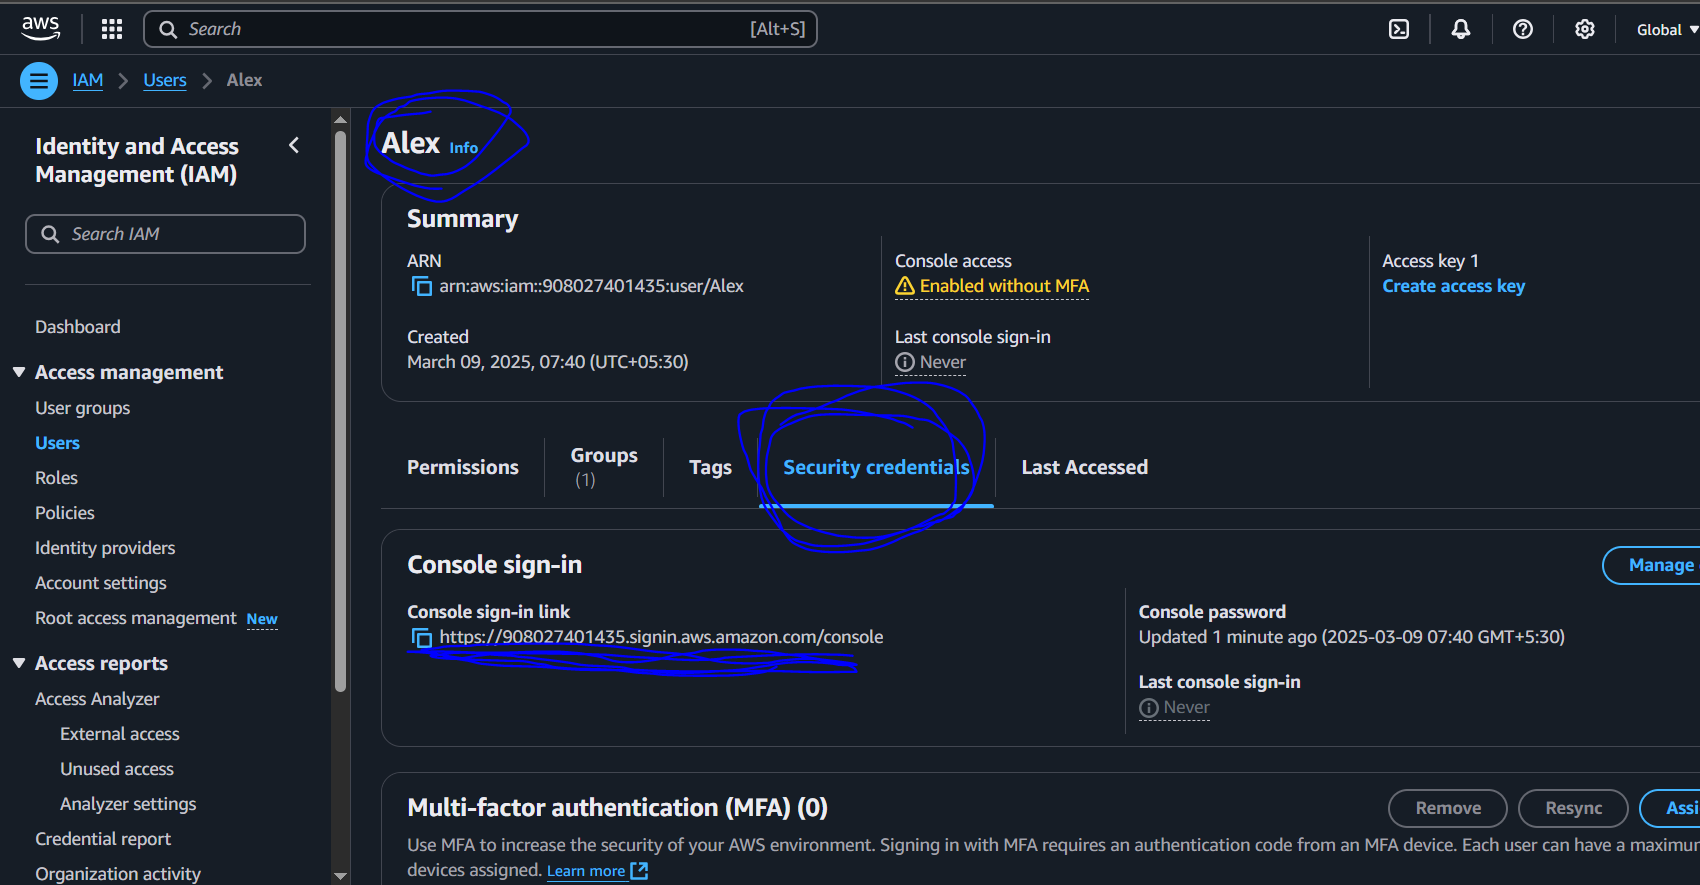 aws
Search [Alt+S]
Global
IAM > Users > Alex
Identity and Access
Management (IAM)
Search IAM
Dashboard
Access management
User groups
Users
Roles
Policies
Identity providers
Account settings
Root access management New
Access reports
Access Analyzer
External access
Unused access
Analyzer settings
Credential report
Organization activity
Alex Info
Summary
ARN
arn:aws:iam::908027401435:user/Alex
Created
March 09, 2025, 07:40 (UTC+05:30)
Console access
Enabled without MFA
Last console sign-in
Never
Access key 1
Create access key
Permissions
Groups
(1)
Tags
Security credentials
Last Accessed
Console sign-in
Manage
Console sign-in link
https://908027401435.signin.aws.amazon.com/console
Console password
Updated 1 minute ago (2025-03-09 07:40 GMT+5:30)
Last console sign-in
Never
Multi-factor authentication (MFA) (0)
Remove
Resync
Assi
Use MFA to increase the security of your AWS environment. Signing in with MFA requires an authentication code from an MFA device. Each user can have a maximu
devices assigned. Learn more